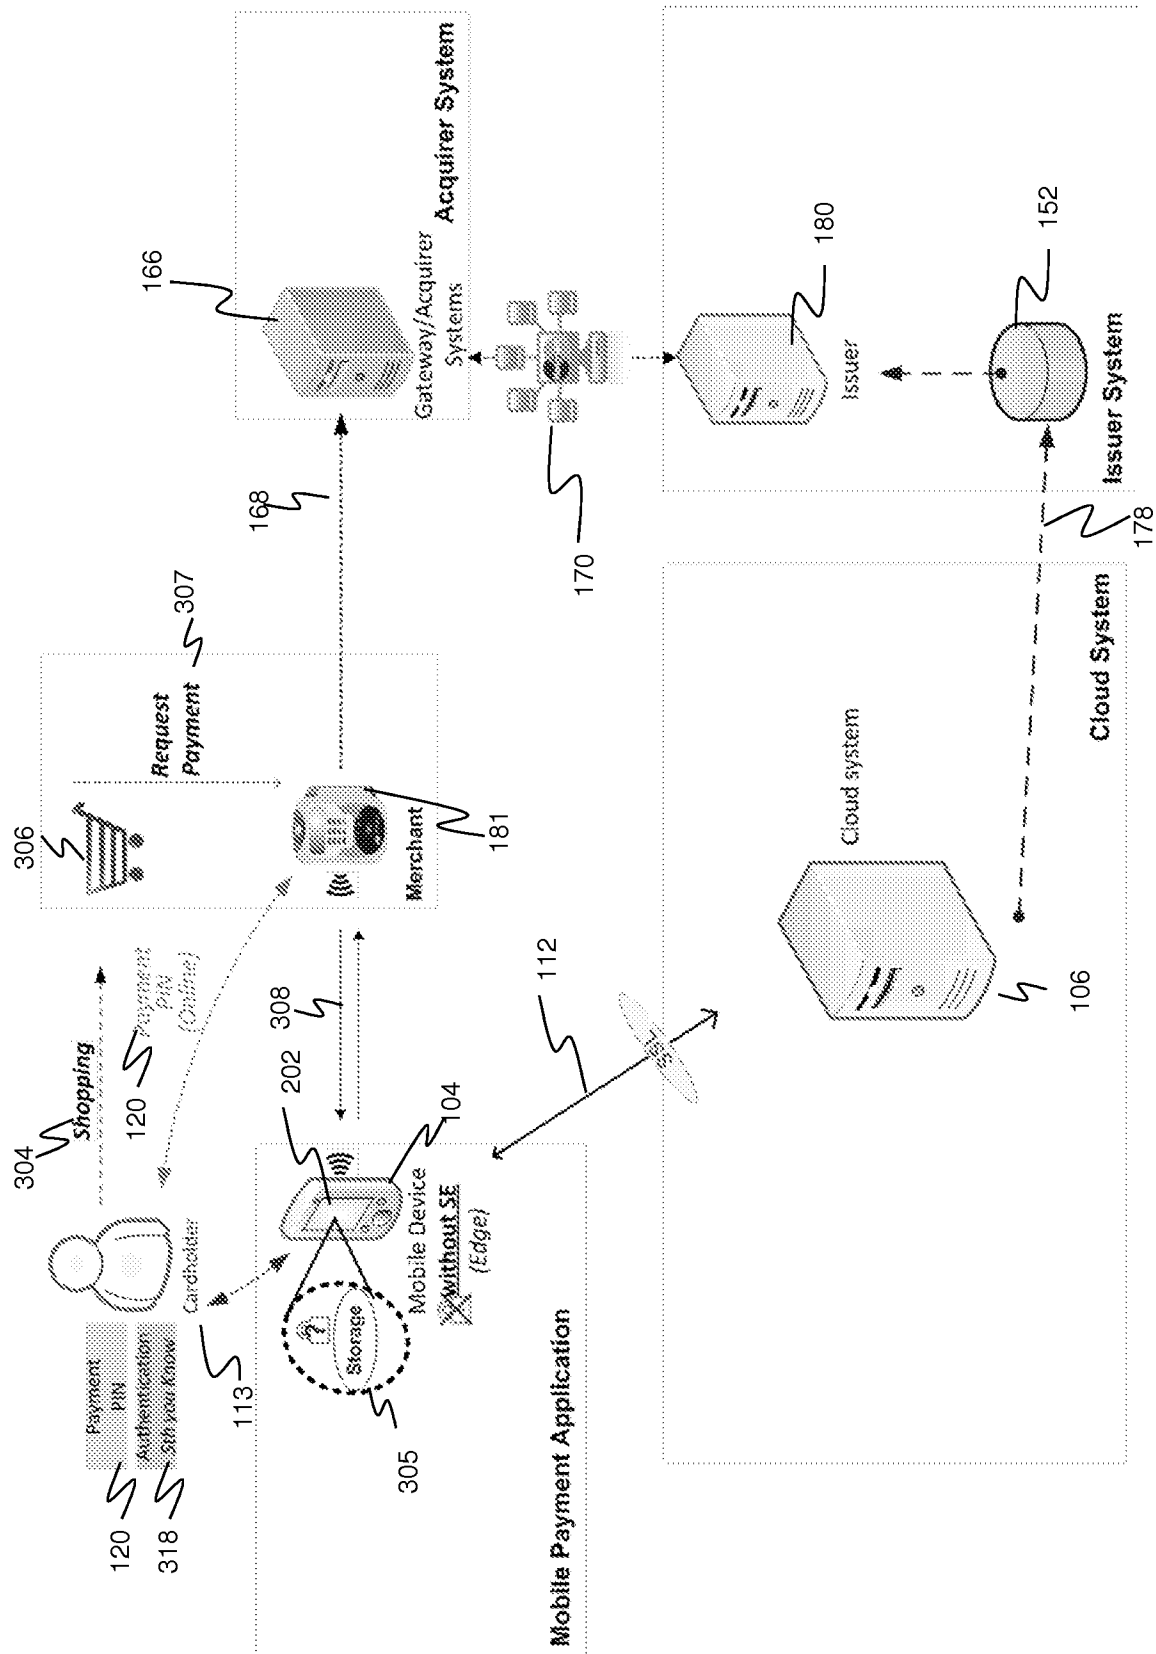 120
318
Payment
PIN
Authentication
Sth you Know
113
Cardholder
304
Shopping
120
Payment
PIN
(Online)
306
Request
Payment
307
Merchant
181
308
202
104
Mobile Device
without SE
(Edge)
?
Storage
305
Mobile Payment Application
112
SSL
168
166
Gateway/Acquirer
Systems
Acquirer System
170
180
Issuer
152
Issuer System
178
Cloud system
106
Cloud System